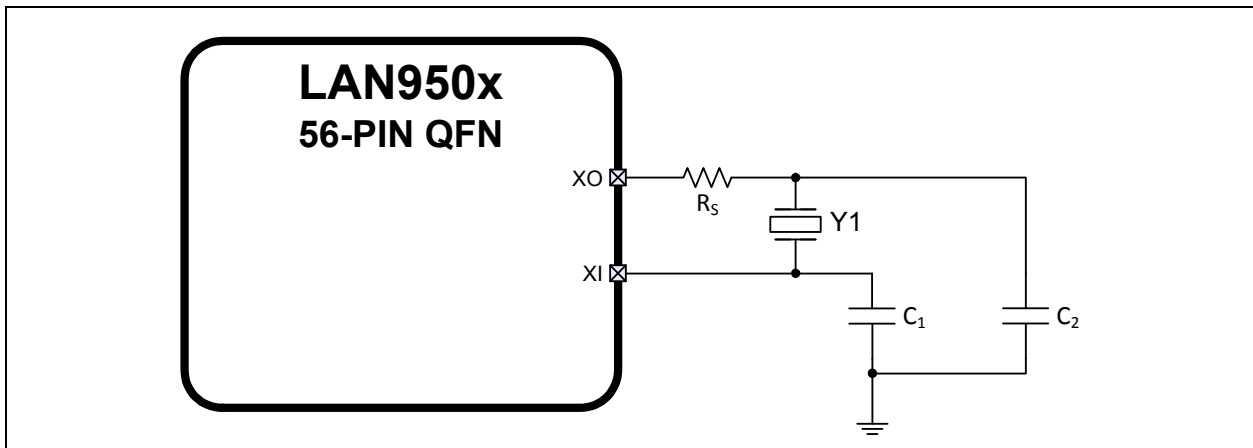 LAN950x
56-PIN QFN
XO
R_S
Y1
XI
C_1
C_2